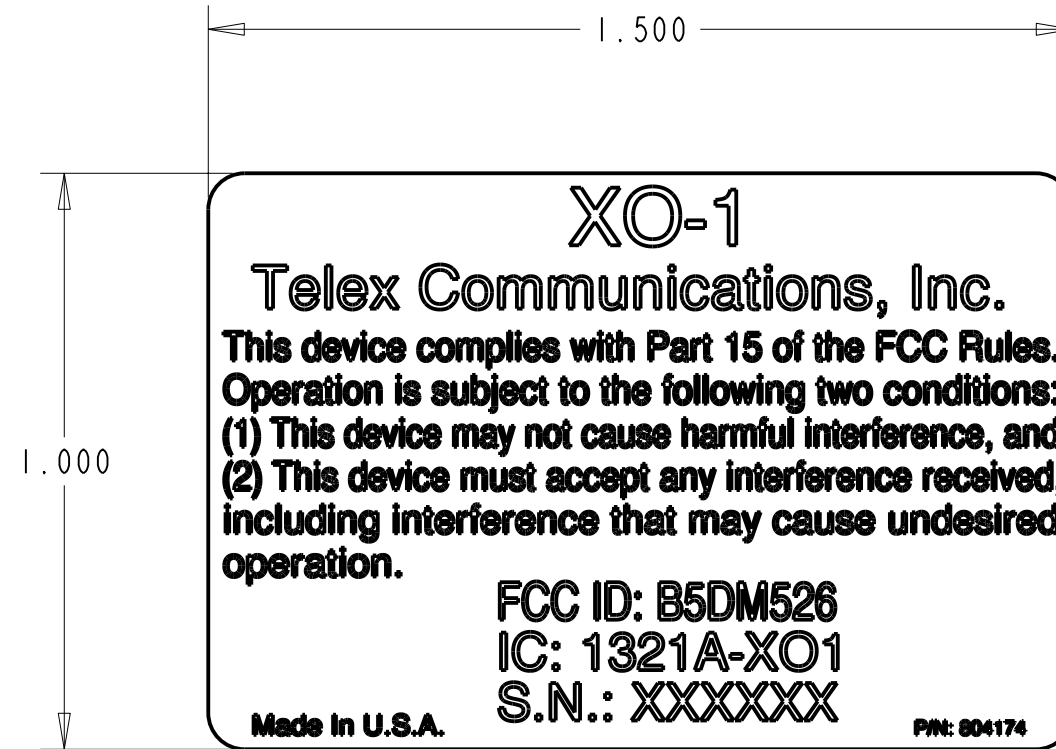 1.500
1.000
XO-1
Telex Communications, Inc.
This device complies with Part 15 of the FCC Rules.
Operation is subject to the following two conditions:
(1) This device may not cause harmful interference, and
(2) This device must accept any interference received,
including interference that may cause undesired
operation.
FCC ID: B5DM526
IC: 1321A-XO1
S.N.: XXXXXX
Made In U.S.A.
P/N: 804174